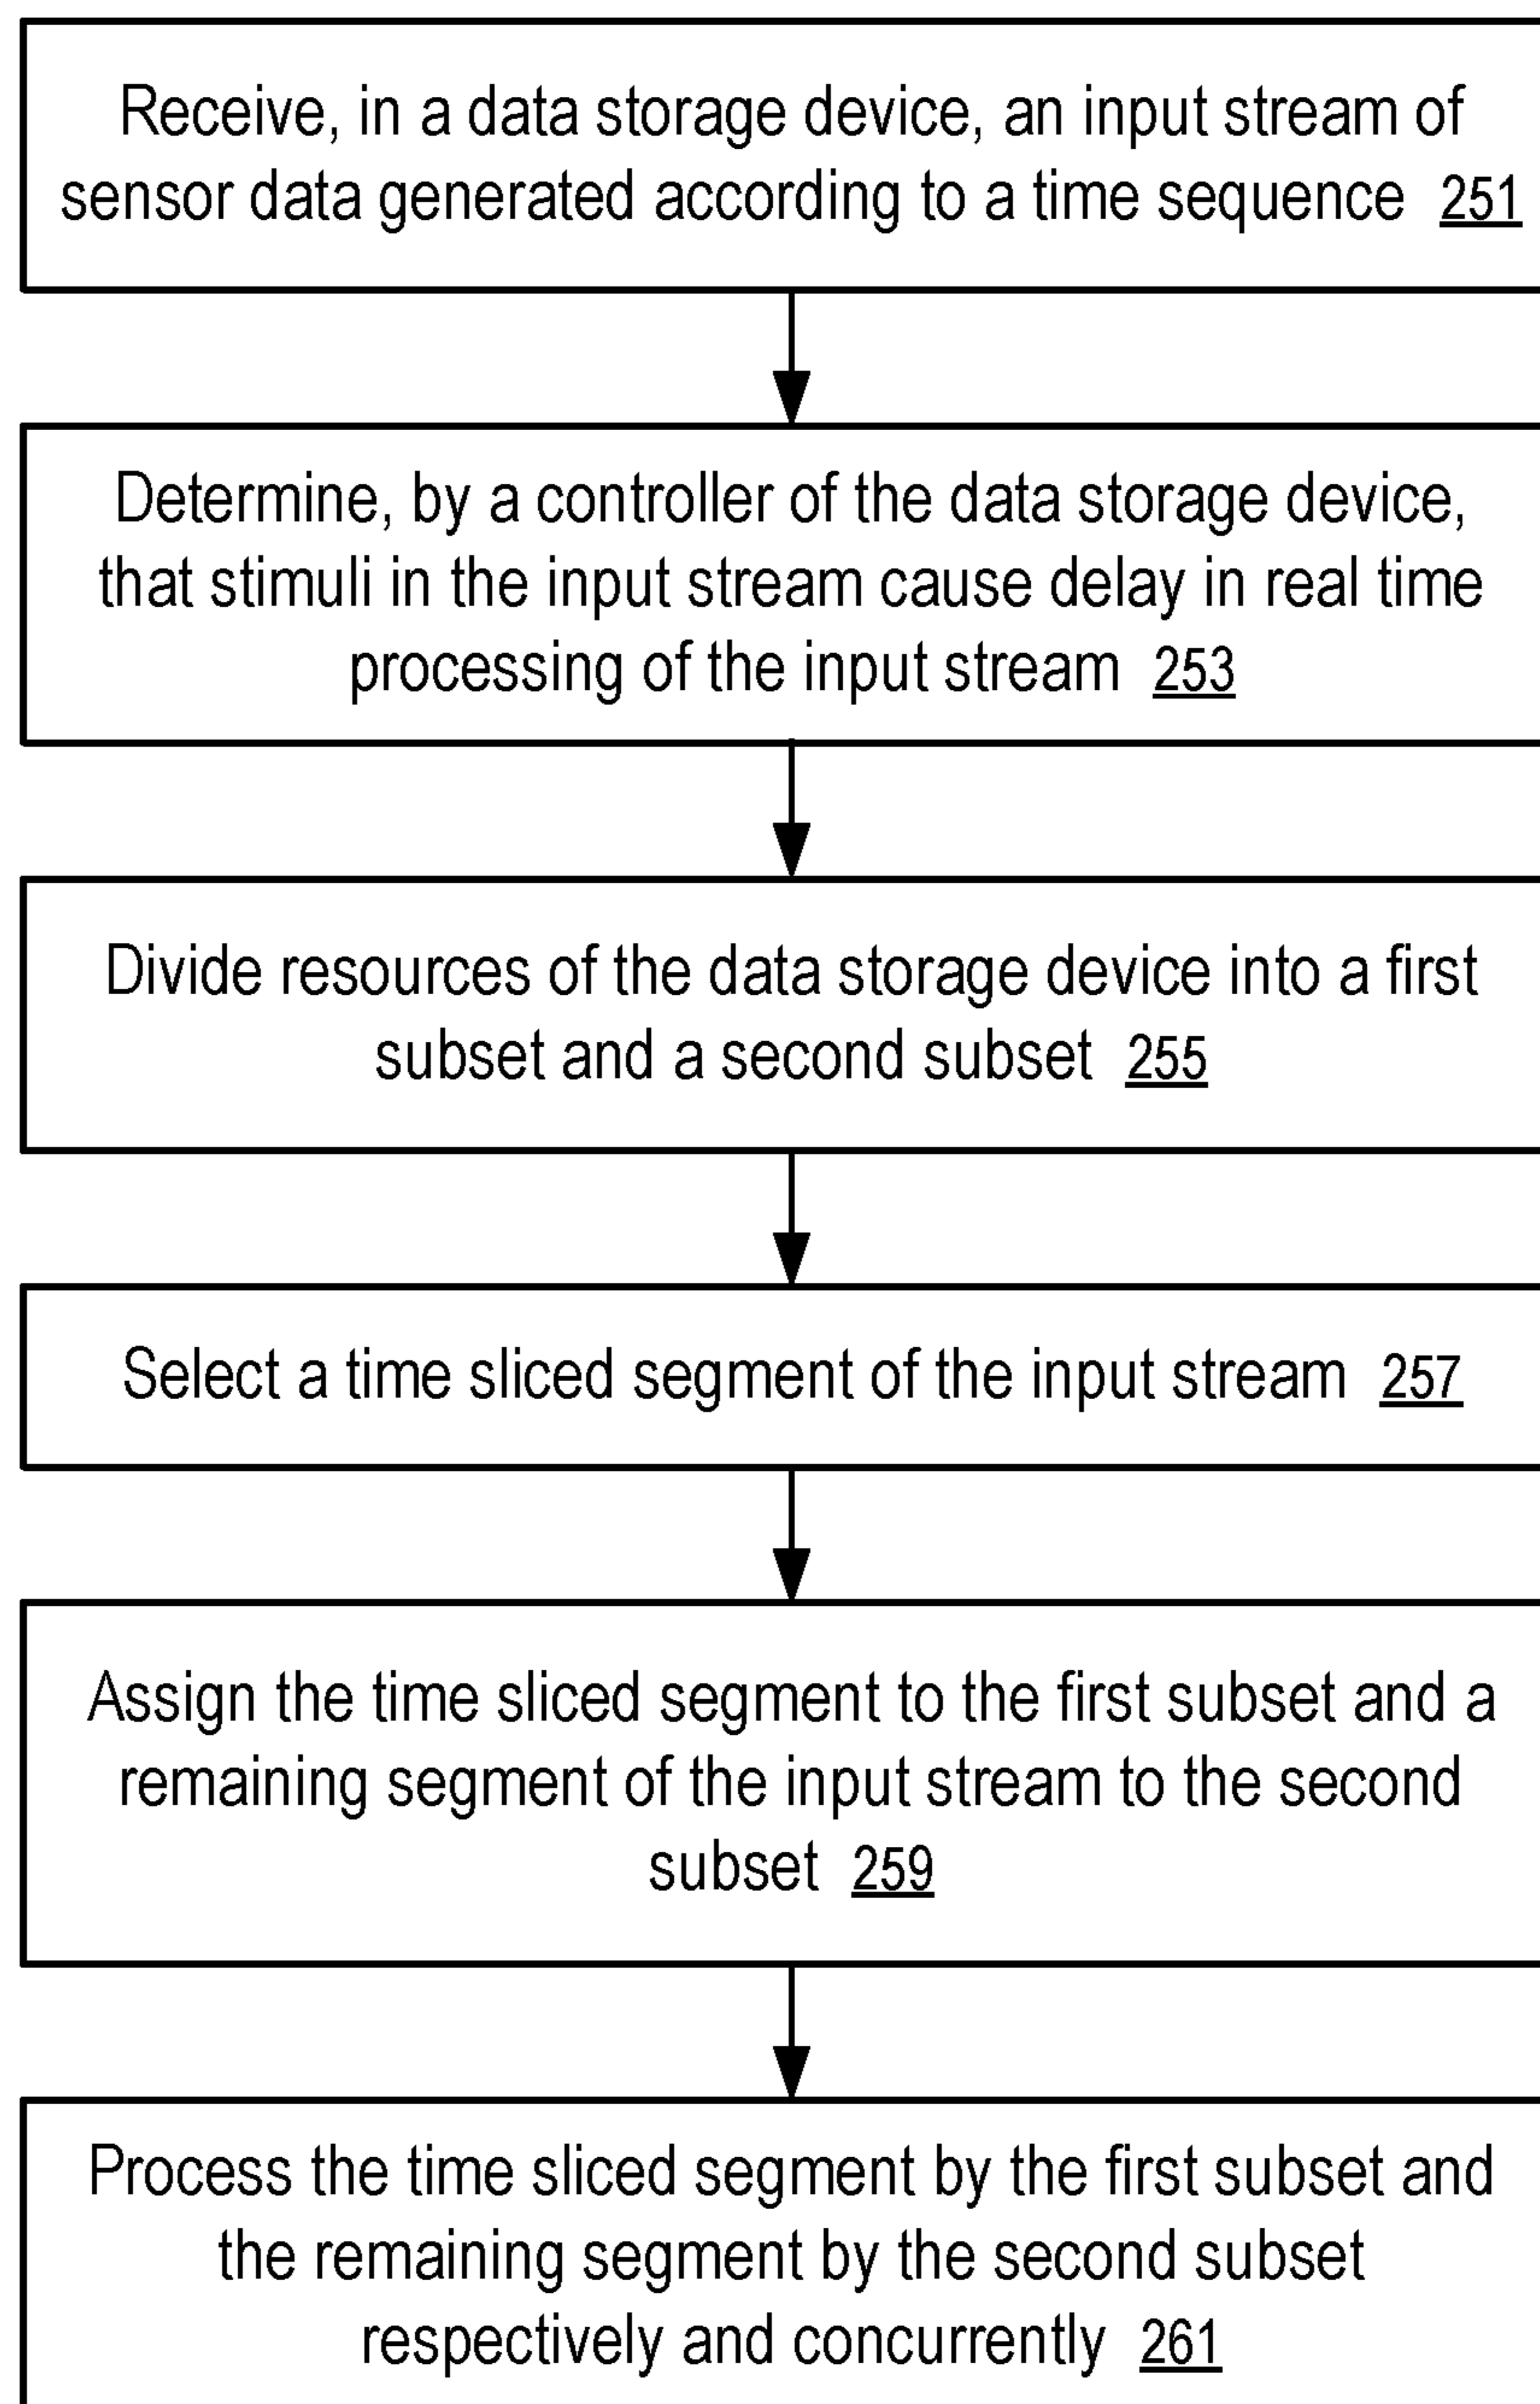 Receive, in a data storage device, an input stream of
sensor data generated according to a time sequence 251
Determine, by a controller of the data storage device,
that stimuli in the input stream cause delay in real time
processing of the input stream 253
Divide resources of the data storage device into a first
subset and a second subset 255
Select a time sliced segment of the input stream 257
Assign the time sliced segment to the first subset and a
remaining segment of the input stream to the second
subset 259
Process the time sliced segment by the first subset and
the remaining segment by the second subset
respectively and concurrently 261